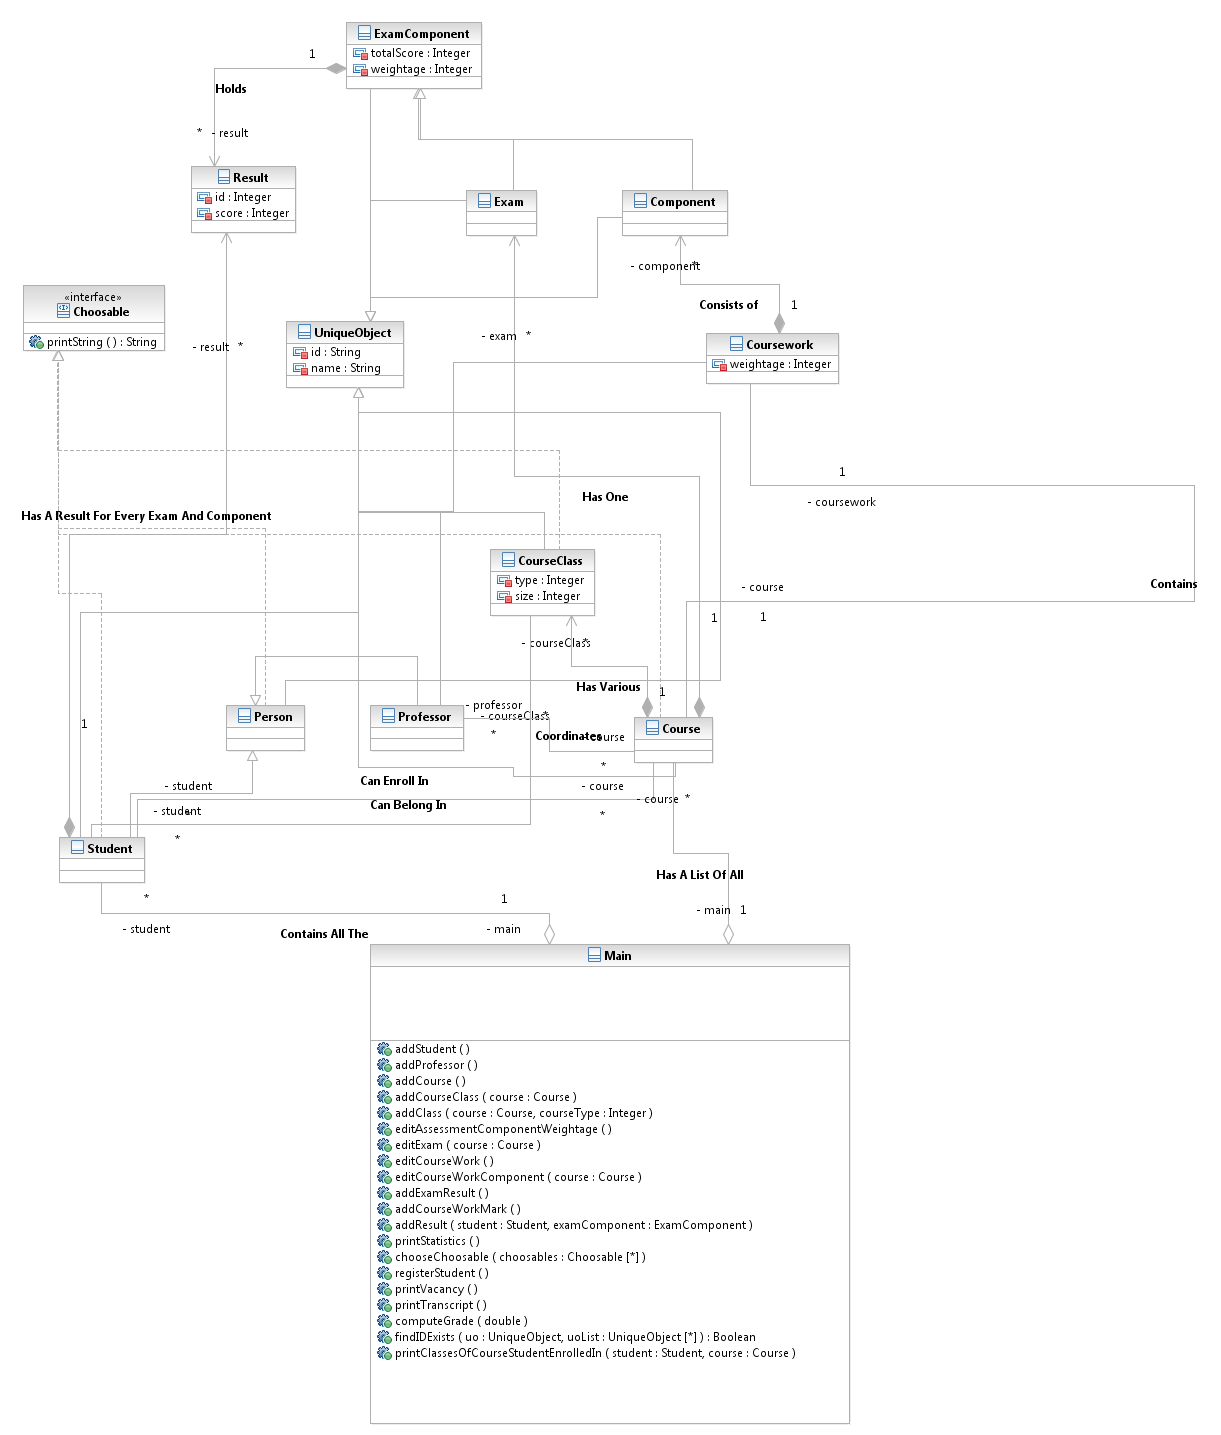 ExamComponent
totalScore : Integer
weightage : Integer
1
Holds
* - result
Result
id : Integer
score : Integer
Exam
Component
- component *
«interface»
Choosable
printString ( ) : String
Consists of
1
UniqueObject
id : String
name : String
- result *
- exam *
Coursework
weightage : Integer
1
- coursework
Has One
Has A Result For Every Exam And Component
CourseClass
type : Integer
size : Integer
Contains
- course
1
1
- courseClass *
Has Various
1
Person
Professor
- professor
- courseClass *
*
Coordinates
- course
Course
1
*
Can Enroll In
- student
- course
- course *
Can Belong In
- student
*
*
*
Student
Has A List Of All
*
1
- student
Contains All The
- main
- main 1
Main
addStudent ( )
addProfessor ( )
addCourse ( )
addCourseClass ( course : Course )
addClass ( course : Course, courseType : Integer )
editAssessmentComponentWeightage ( )
editExam ( course : Course )
editCourseWork ( )
editCourseWorkComponent ( course : Course )
addExamResult ( )
addCourseWorkMark ( )
addResult ( student : Student, examComponent : ExamComponent )
printStatistics ( )
chooseChoosable ( choosables : Choosable [*] )
registerStudent ( )
printVacancy ( )
printTranscript ( )
computeGrade ( double )
findIDExists ( uo : UniqueObject, uoList : UniqueObject [*] ) : Boolean
printClassesOfCourseStudentEnrolledIn ( student : Student, course : Course )